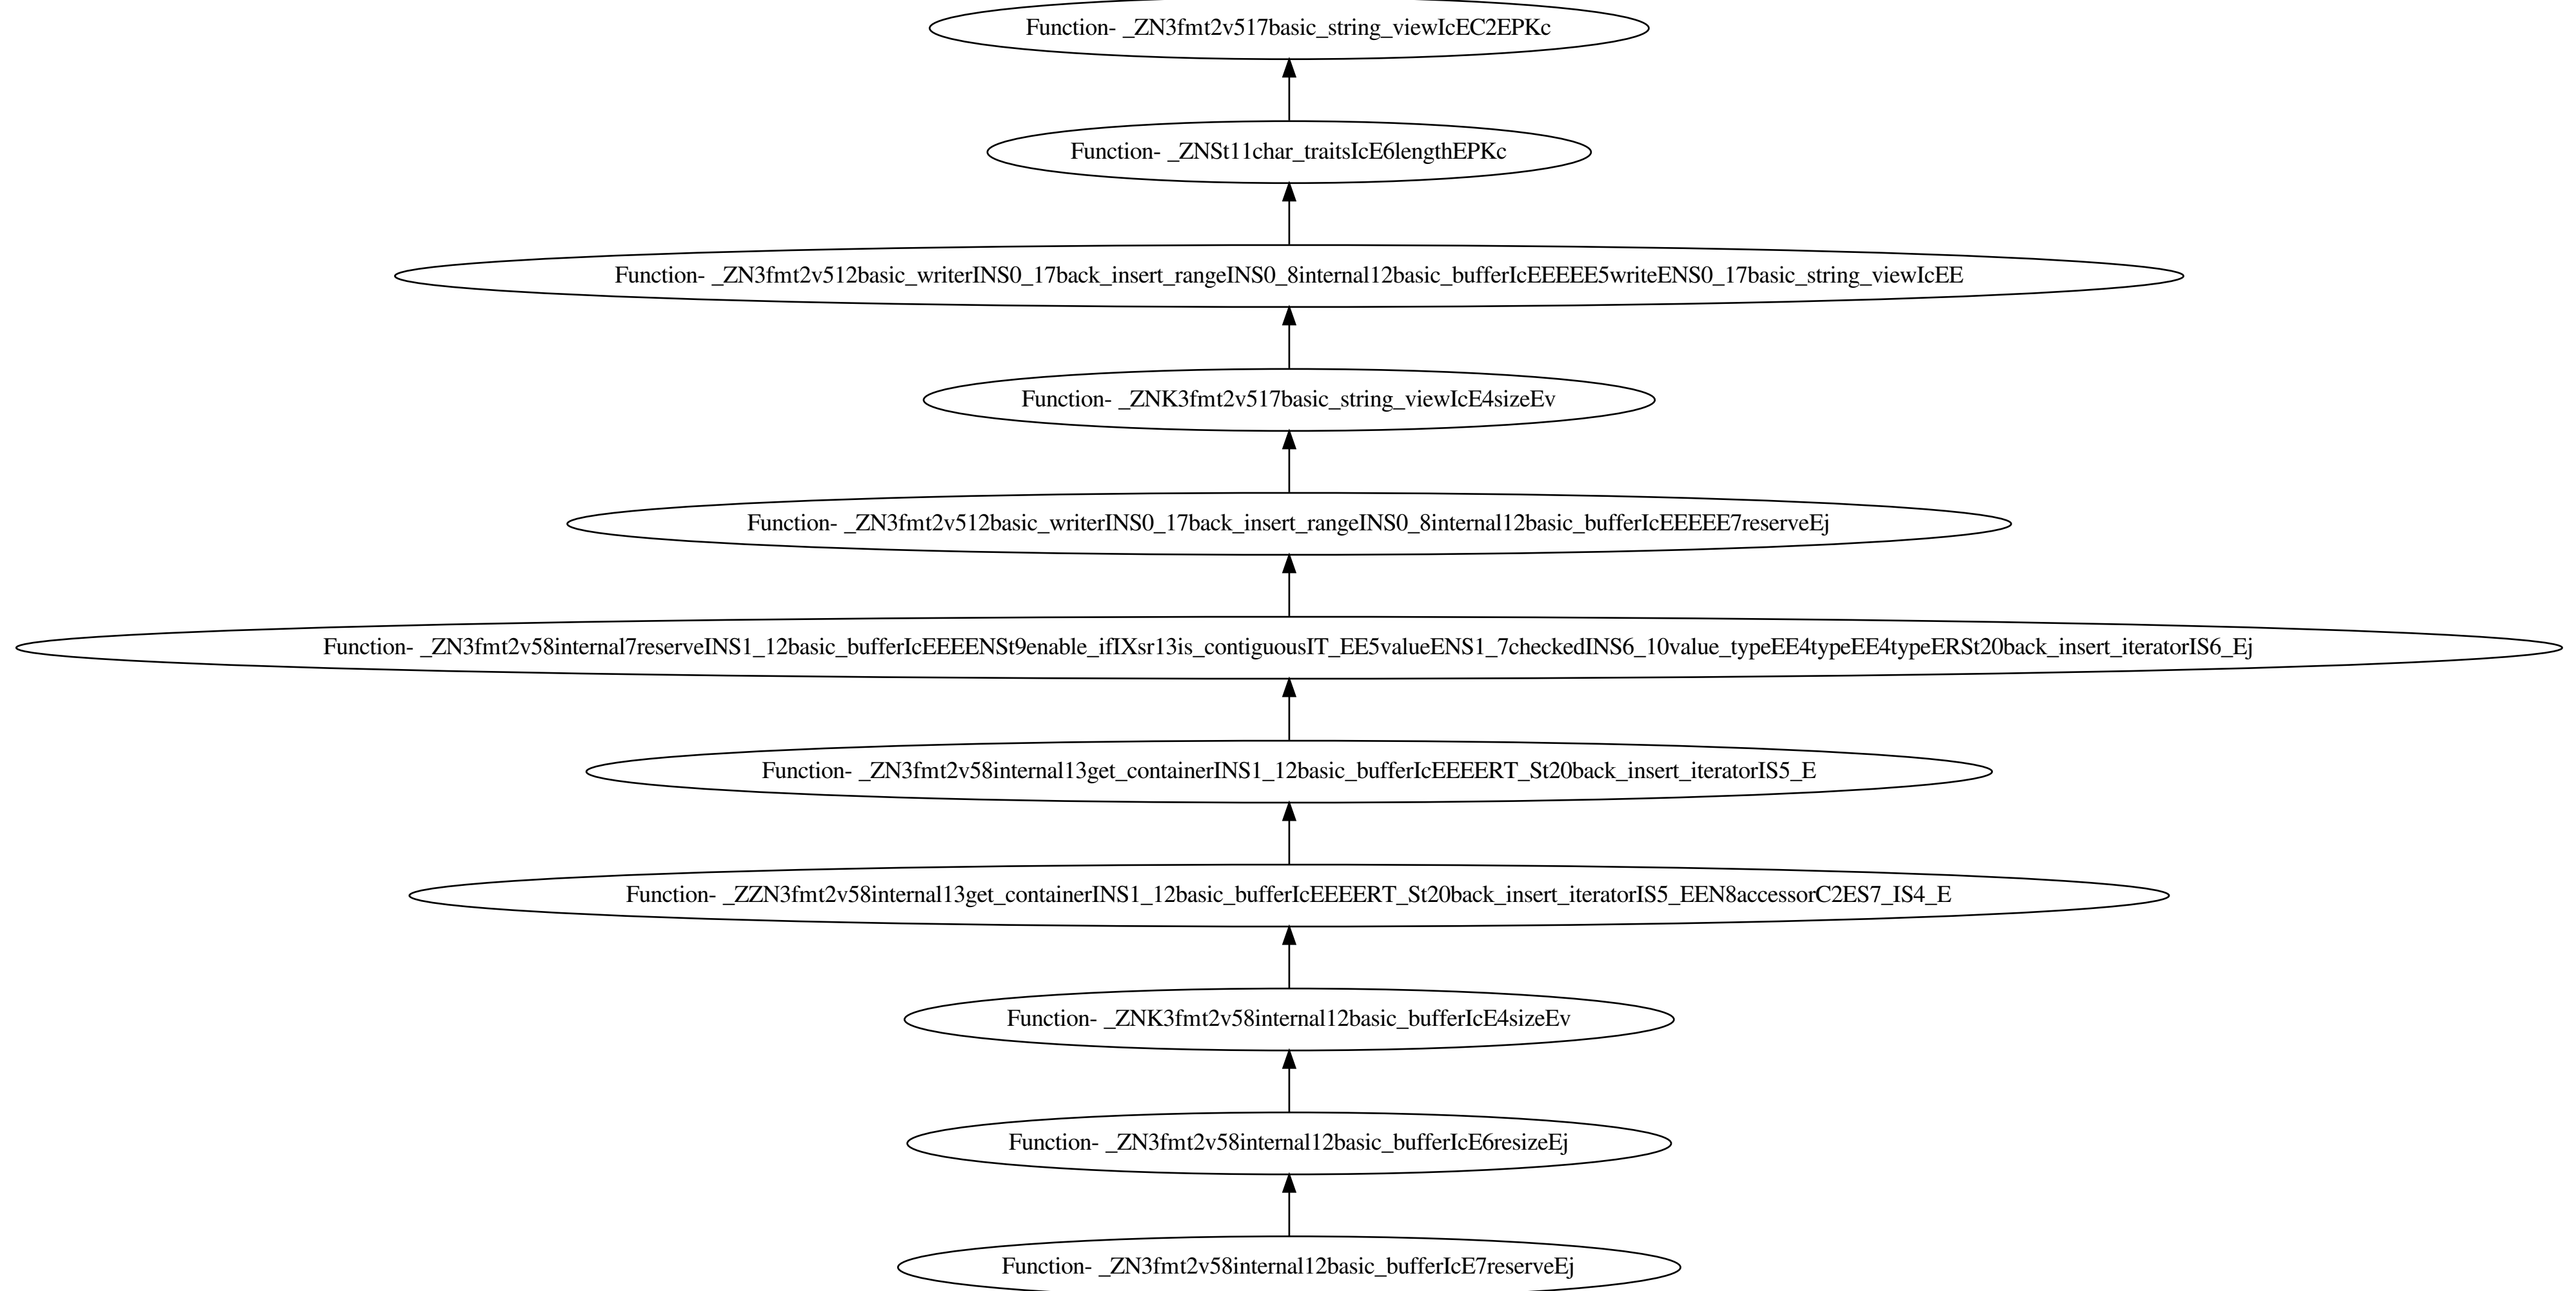 Function- _ZN3fmt2v517basic_string_viewIcEC2EPKc
Function- _ZNSt11char_traitsIcE6lengthEPKc
Function- _ZN3fmt2v512basic_writerINS0_17back_insert_rangeINS0_8internal12basic_bufferIcEEEEE5writeENS0_17basic_string_viewIcEE
Function- _ZNK3fmt2v517basic_string_viewIcE4sizeEv
Function- _ZN3fmt2v512basic_writerINS0_17back_insert_rangeINS0_8internal12basic_bufferIcEEEEE7reserveEj
Function- _ZN3fmt2v58internal7reserveINS1_12basic_bufferIcEEEENSt9enable_ifIXsr13is_contiguousIT_EE5valueENS1_7checkedINS6_10value_typeEE4typeEE4typeERSt20back_insert_iteratorIS6_Ej
Function- _ZN3fmt2v58internal13get_containerINS1_12basic_bufferIcEEEERT_St20back_insert_iteratorIS5_E
Function- _ZZN3fmt2v58internal13get_containerINS1_12basic_bufferIcEEEERT_St20back_insert_iteratorIS5_EEN8accessorC2ES7_IS4_E
Function- _ZNK3fmt2v58internal12basic_bufferIcE4sizeEv
Function- _ZN3fmt2v58internal12basic_bufferIcE6resizeEj
Function- _ZN3fmt2v58internal12basic_bufferIcE7reserveEj